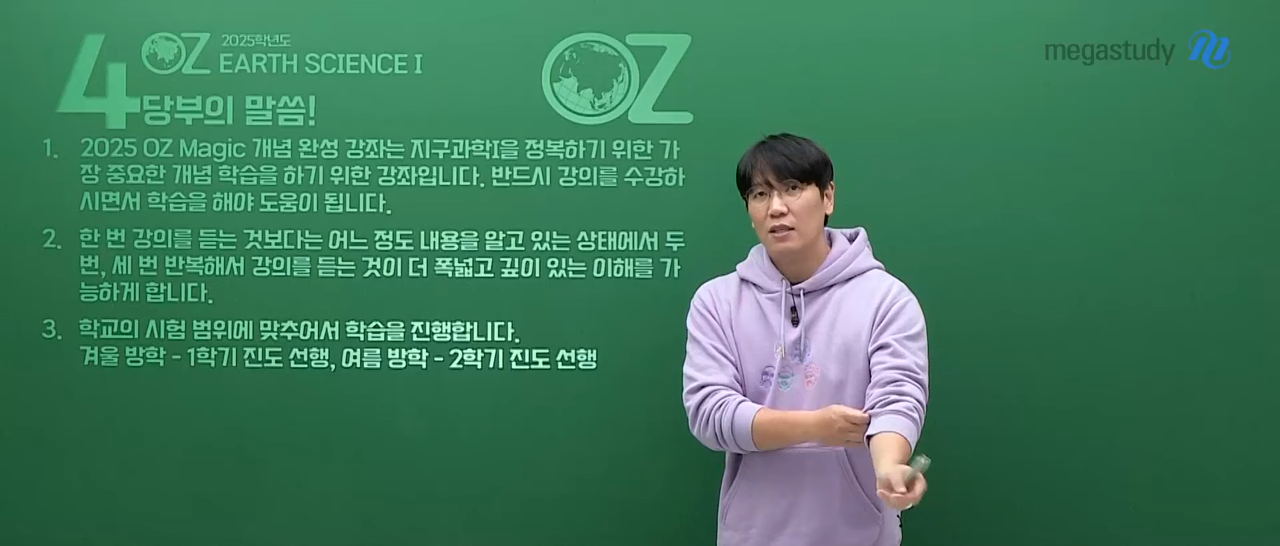 4
OZ 2025학년도
EARTH SCIENCE I
당부의 말씀!
OZ
megastudy
1. 2025 OZ Magic 개념 완성 강좌는 지구과학I을 정복하기 위한 가
장 중요한 개념 학습을 하기 위한 강좌입니다. 반드시 강의를 수강하
시면서 학습을 해야 도움이 됩니다.
2. 한 번 강의를 듣는 것보다는 어느 정도 내용을 알고 있는 상태에서 두
번, 세 번 반복해서 강의를 듣는 것이 더 폭넓고 깊이 있는 이해를 가
능하게 합니다.
3. 학교의 시험 범위에 맞추어서 학습을 진행합니다.
겨울 방학 - 1학기 진도 선행, 여름 방학 - 2학기 진도 선행